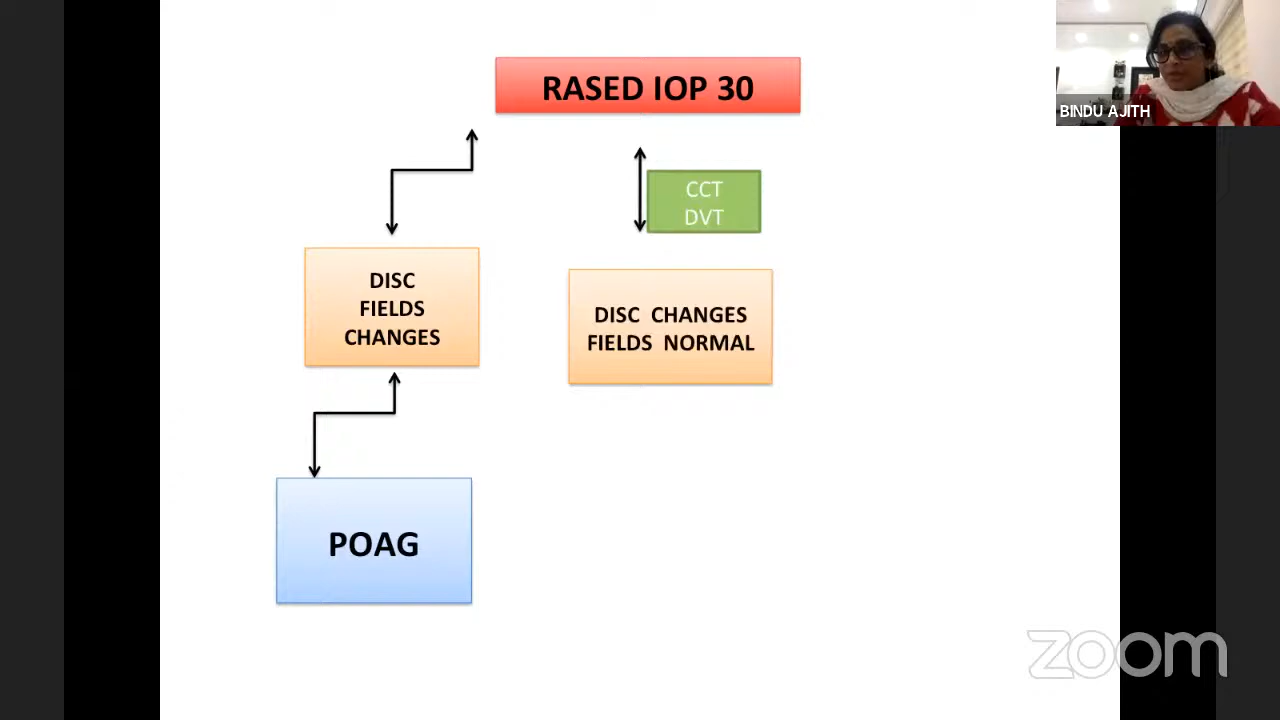 RASED IOP 30
BINDU AJITH
CCT
DVT
DISC
FIELDS
CHANGES
DISC CHANGES
FIELDS NORMAL
POAG
zoom